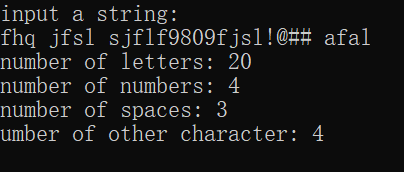 input a string:
fhq jfsl sjflf9809fjsl!@## afal
number of letters: 20
number of numbers: 4
number of spaces: 3
umber of other character: 4